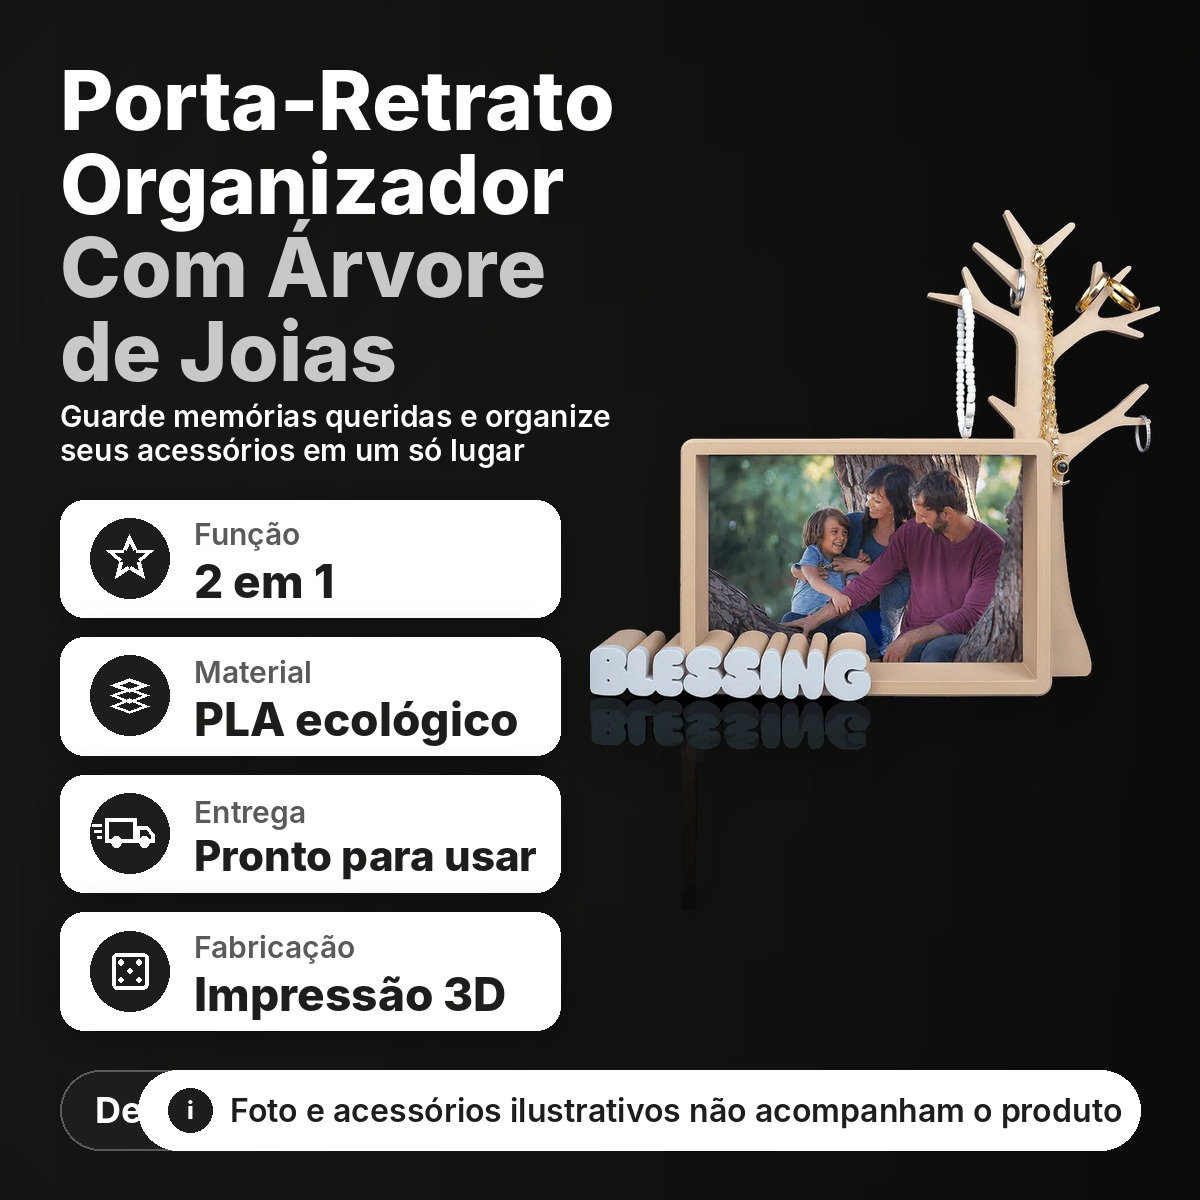 Porta-Retrato
Organizador
Com Árvore
de Joias
Guarde memórias queridas e organize
seus acessórios em um só lugar
Função
2 em 1
Material
PLA ecológico
Entrega
Pronto para usar
Fabricação
Impressão 3D
BLESSING
De
i Foto e acessórios ilustrativos não acompanham o produto